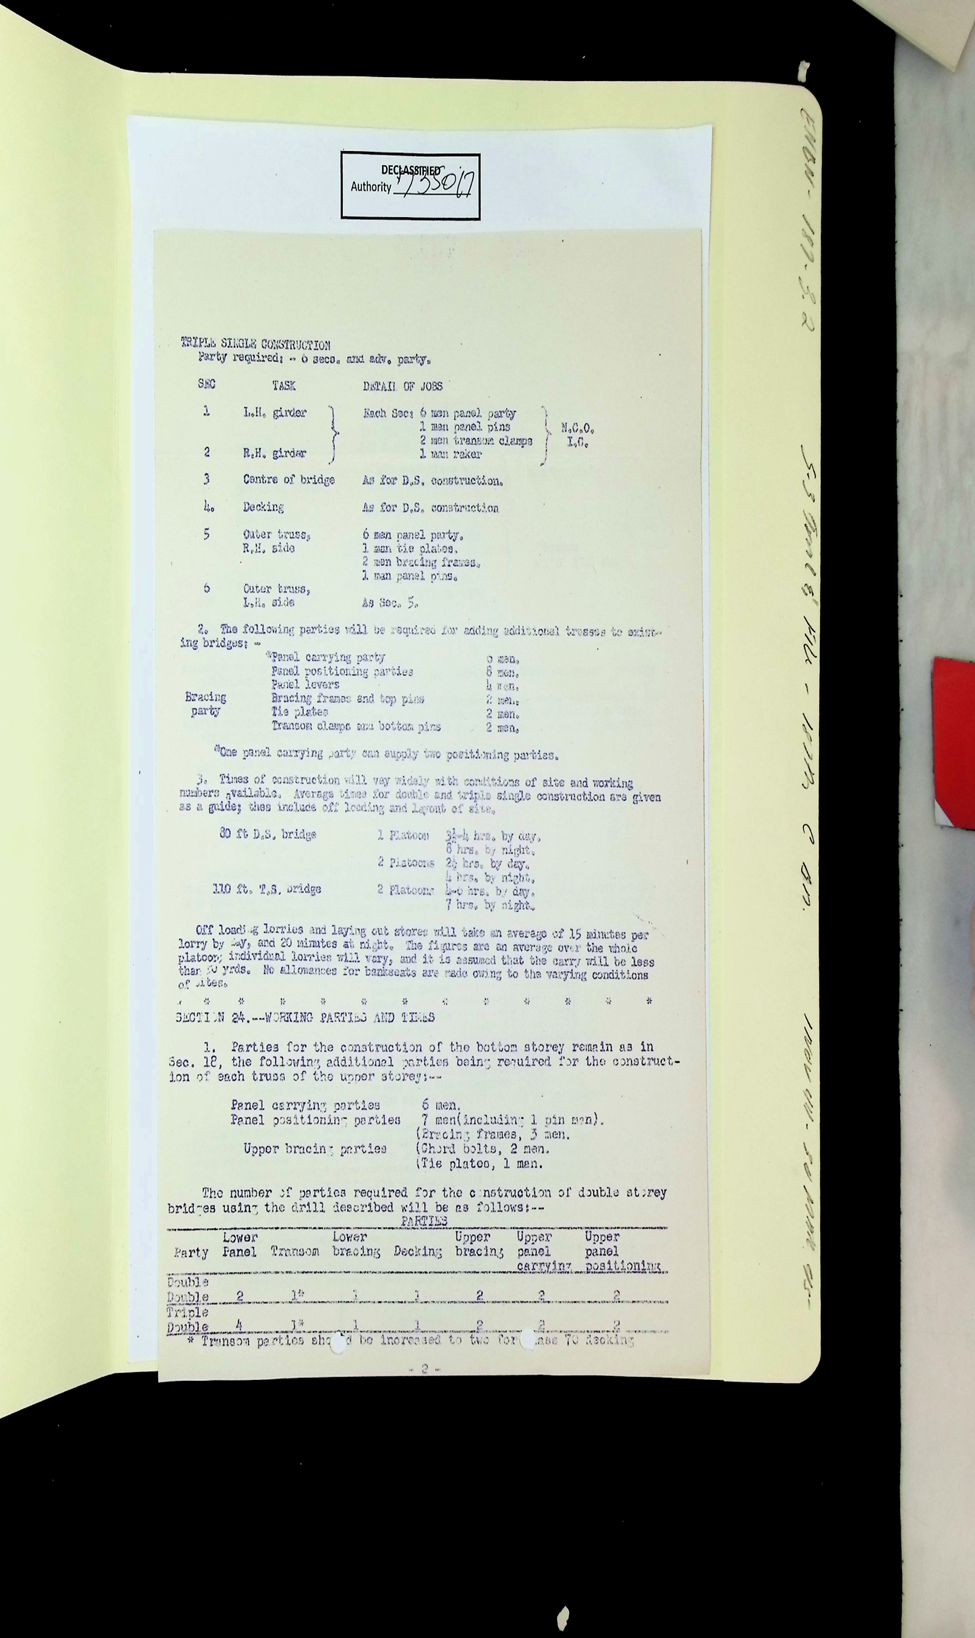 DECLASSIFIED
Authority 735017
TRIPLE SINGLE CONSTRUCTION
Party required: - 6 secs. and adv. party.
SEC TASK DETAIL OF JOBS
1 L.H. girder Each Sec: 6 men panel party
1 man panel pins N.C.O.
2 men transom clamps I.C.
2 R.H. girder 1 man raker
3 Centre of bridge As for D.S. construction.
4. Decking As for D.S. construction
5 Outer truss, 6 men panel party.
R.H. side 1 man tie plates.
2 men bracing frames.
1 man panel pins.
6 Outer truss,
L.H. side As Sec. 5.
2. The following parties will be required for adding additional trusses to exist-
ing bridges: -
*Panel carrying party men.
Panel positioning parties 8 men.
Panel levers 4 men.
Bracing Bracing frames and top pins 2 men.
party Tie plates 2 men.
Transom clamps and bottom pins 2 men.
*One panel carrying party can supply two positioning parties.
3. Times of construction will vay widely with conditions of site and working
numbers available. Average times for double and triple single construction are given
as a guide; thes include off loading and layout of site.
80 ft D.S. bridge 1 Platoon 3½-4 hrs. by day.
hrs. by night.
2 Platoons 2½ hrs. by day.
4 hrs. by night.
110 ft. T.S. bridge 2 Platoons hrs. by day.
7 hrs. by night.
Off loading lorries and laying out stores will take an average of 15 minutes per
lorry by day, and 20 minutes at night. The figures are an average over the whole
platoon; individual lorries will vary, and it is assumed that the carry will be less
than yrds. No allowances for bankseats are made owing to the varying conditions
of sites.
* * * * * * * * * * *
SECTION 24.--WORKING PARTIES AND TIMES
1. Parties for the construction of the bottom storey remain as in
Sec. 18, the following additional parties being required for the construct-
ion of each truss of the upper storey:--
Panel carrying parties 6 men.
Panel positioning parties 7 men(including 1 pin man).
(Bracing frames, 3 men.
Upper bracing parties (Chord bolts, 2 men.
(Tie plates, 1 man.
The number of parties required for the construction of double storey
bridges using the drill described will be as follows:--
PARTIES
Lower Lower Upper Upper Upper
Party Panel Transom bracing Decking bracing panel panel
carrying positioning
Double
Double 2 1* 1 1 2 2 2
Triple
Double 4 1* 1 1 2 2 2
* Transom parties should be increased to two for Class 70 decking
- 2 -
ENBN - 187-3.2